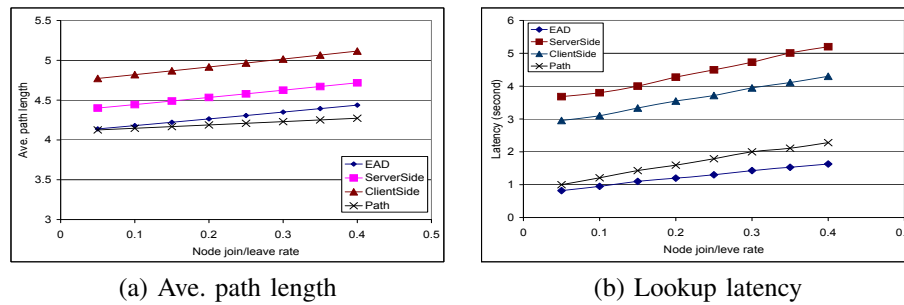 5.5
5
4.5
4
3.5
3
Ave. path length
EAD
ServerSide
ClientSide
Path
0 0.1 0.2 0.3 0.4 0.5
Node join/leave rate
(a) Ave. path length
6
5
4
3
2
1
0
Latency (second)
EAD
ServerSide
ClientSide
Path
0 0.1 0.2 0.3 0.4 0.5
Node join/leve rate
(b) Lookup latency